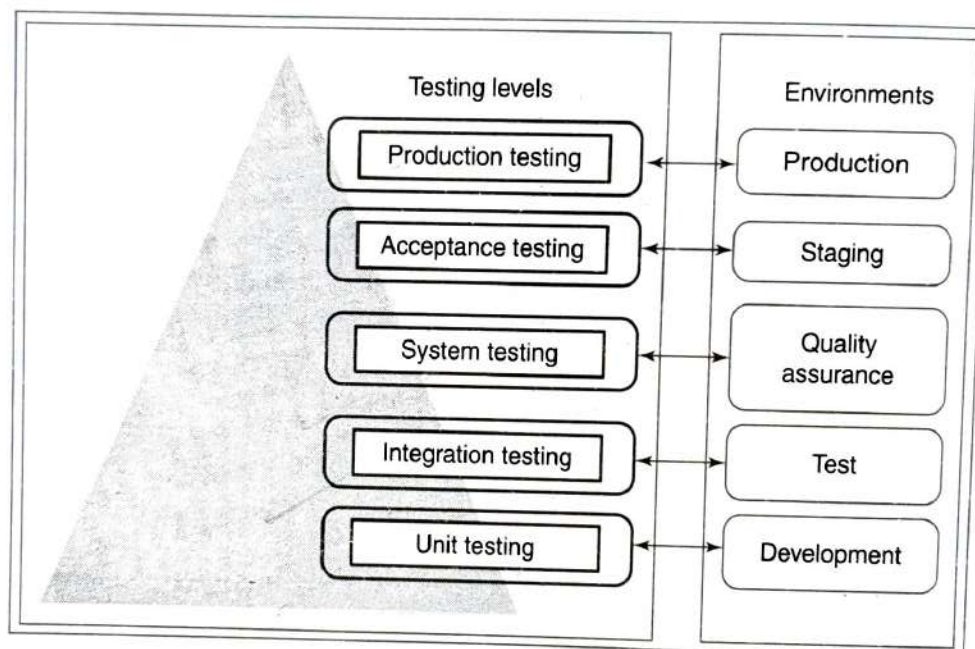 Testing levels
Environments
Production testing
Production
Acceptance testing
Staging
System testing
Quality
assurance
Integration testing
Test
Unit testing
Development